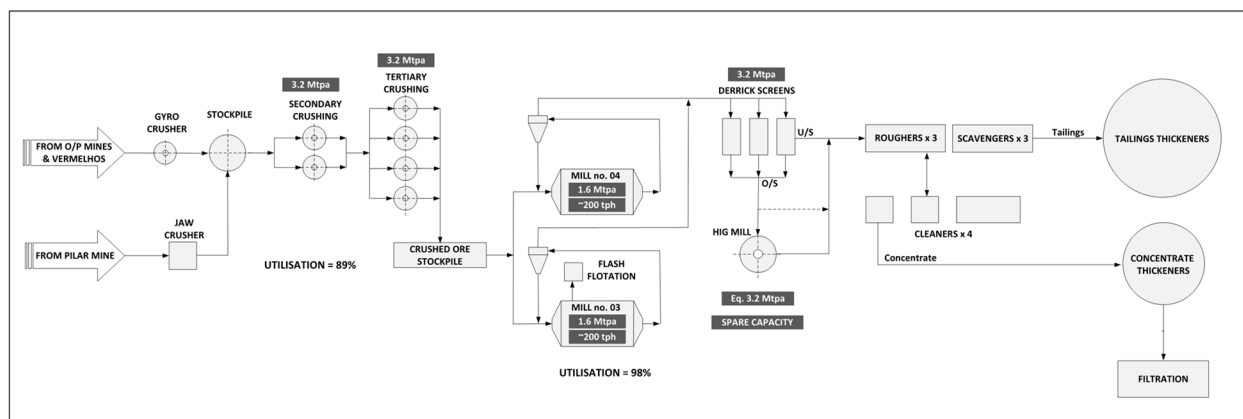 FROM O/P MINES
& VERMELHOS
GYRO
CRUSHER
STOCKPILE
FROM PILAR MINE
JAW
CRUSHER
3.2 Mtpa
SECONDARY
CRUSHING
3.2 Mtpa
TERTIARY
CRUSHING
UTILISATION = 89%
CRUSHED ORE
STOCKPILE
MILL no. 04
1.6 Mtpa
~200 tph
FLASH
FLOTATION
MILL no. 03
1.6 Mtpa
~200 tph
UTILISATION = 98%
3.2 Mtpa
DERRICK SCREENS
U/S
O/S
HIG MILL
Eq. 3.2 Mtpa
SPARE CAPACITY
ROUGHERS x 3
SCAVENGERS x 3
Tailings
TAILINGS THICKENERS
CLEANERS x 4
Concentrate
CONCENTRATE
THICKENERS
FILTRATION